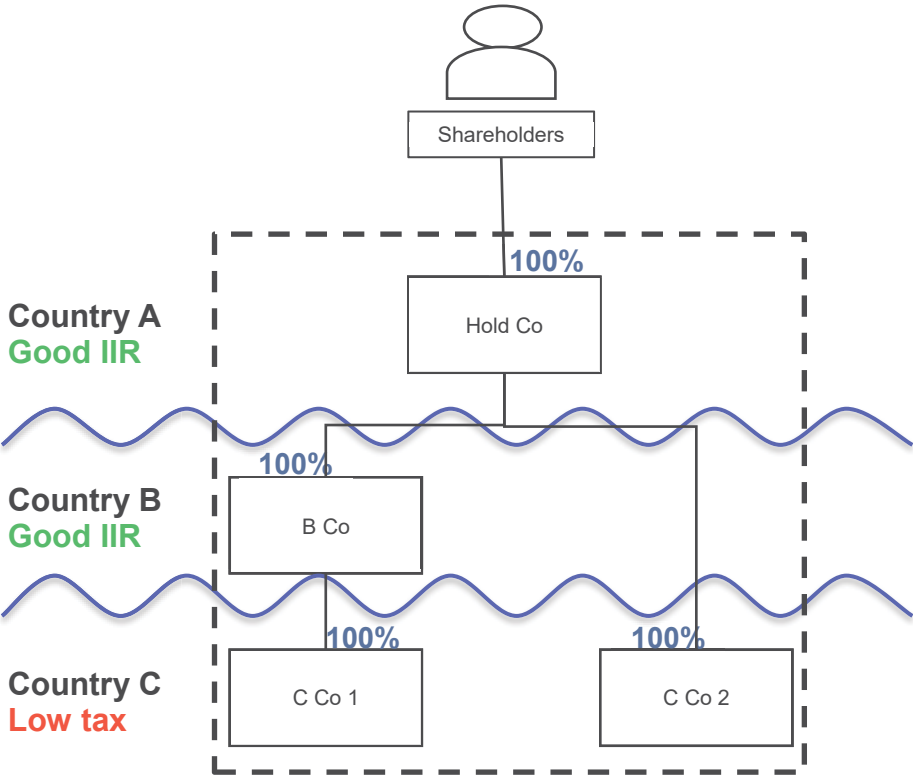 Shareholders
100%
Hold Co
Country A
Good IIR
100%
Country B
Good IIR
B Co
100%
100%
Country C
Low tax
C Co 1
C Co 2